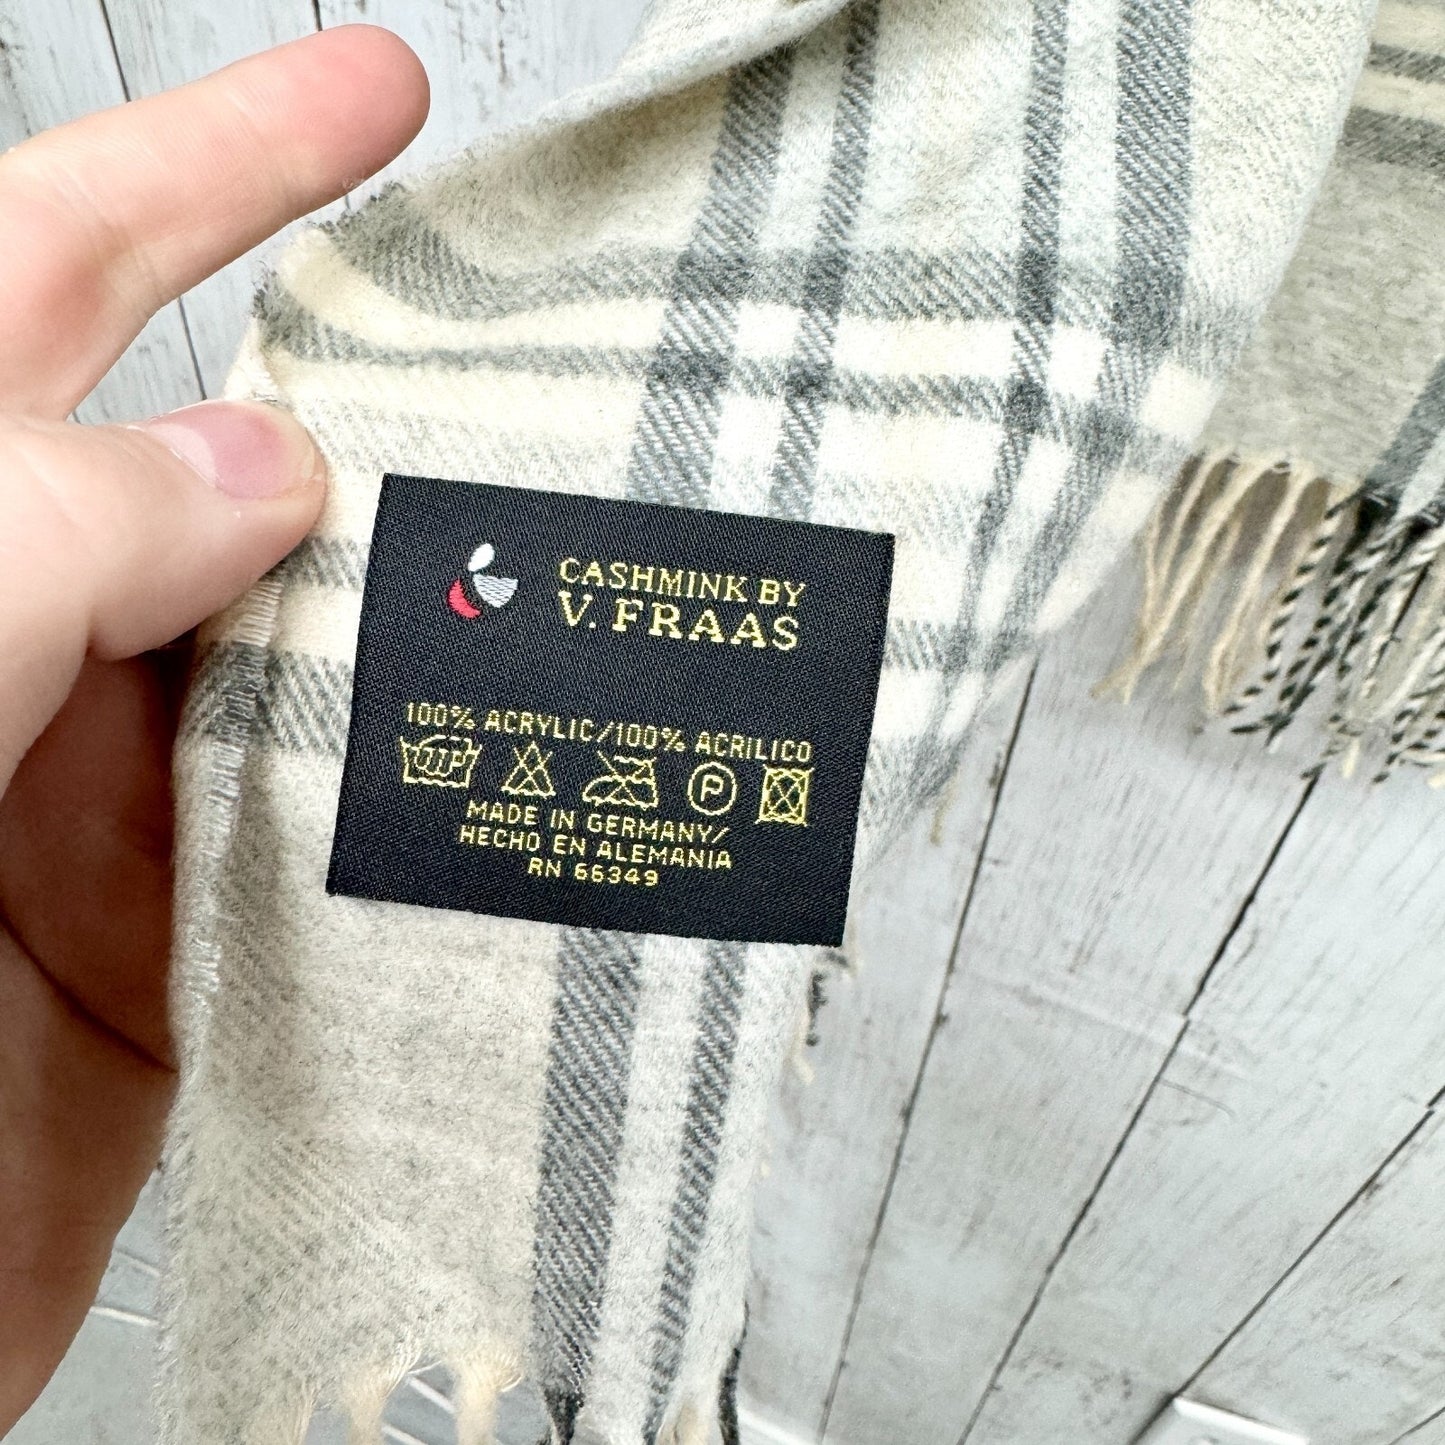 CASHMINK BY
V. FRAAS
100% ACRYLIC/100% ACRILICO
P
MADE IN GERMANY/
HECHO EN ALEMANIA
RN 66349